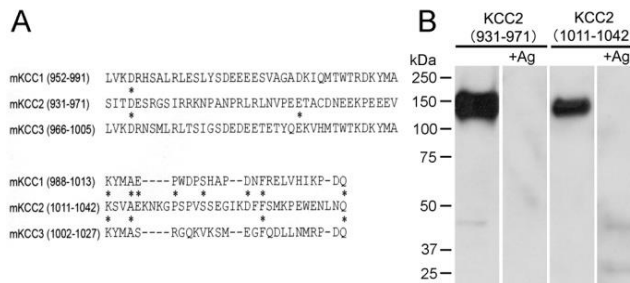 A
mKCC1 (952-991) LVKDRHSALRLESLYSDEEEESVAGADKIQMTWTRDKYMA
*
mKCC2 (931-971) SITDESRGSIRRKNPANPRLRLNVPEETACDNEEKPEEEV
* *
mKCC3 (966-1005) LVKDRNSMLRLTSIGSDEDEETETYQEKVHMTWTKDKYMA
mKCC1 (988-1013) KYMAE----PWDPSHAP--DNFRELVHIKP-DQ
* ** * * * * *
mKCC2 (1011-1042) KSVAEKNKGPSPVSSEGIKDFFSMKPEWENLNQ
* * * *
mKCC3 (1002-1027) KYMAS----RGQKVKSM--EGFQDLLNMRP-DQ
B
KCC2 (931-971) KCC2 (1011-1042)
+Ag +Ag
kDa
250
150
100
75
50
37
25